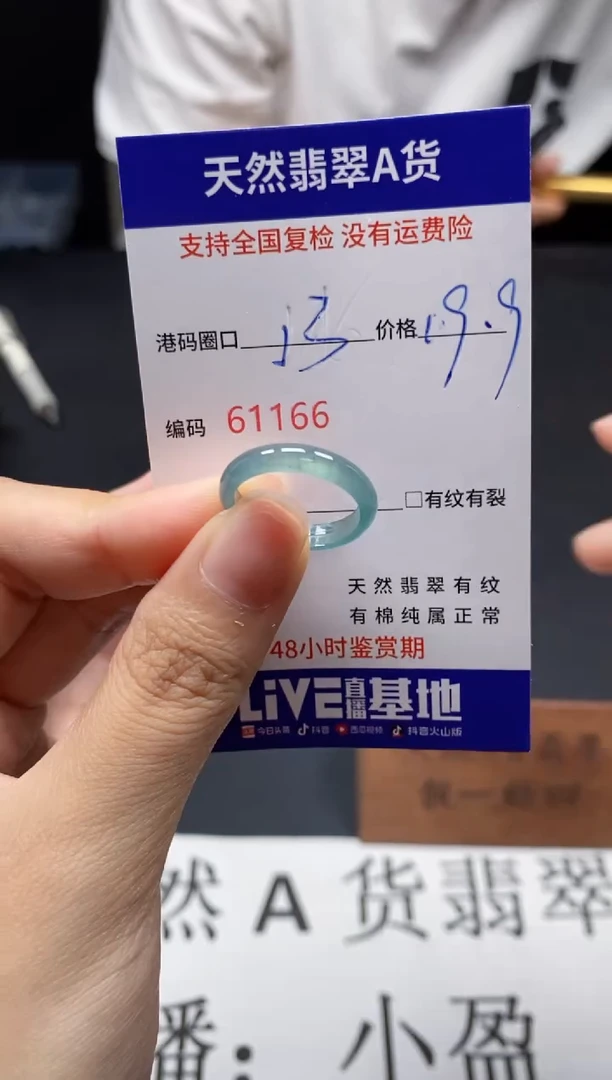 天然翡翠A货
支持全国复检 没有运费险
港码圈口 13 价格 19.9
编码 61166
□有纹有裂
天然翡翠有纹
有棉纯属正常
48小时鉴赏期
LiVE直播基地
今日头条 抖音 西瓜视频 抖音火山版
然A货翡翠
播：小盈